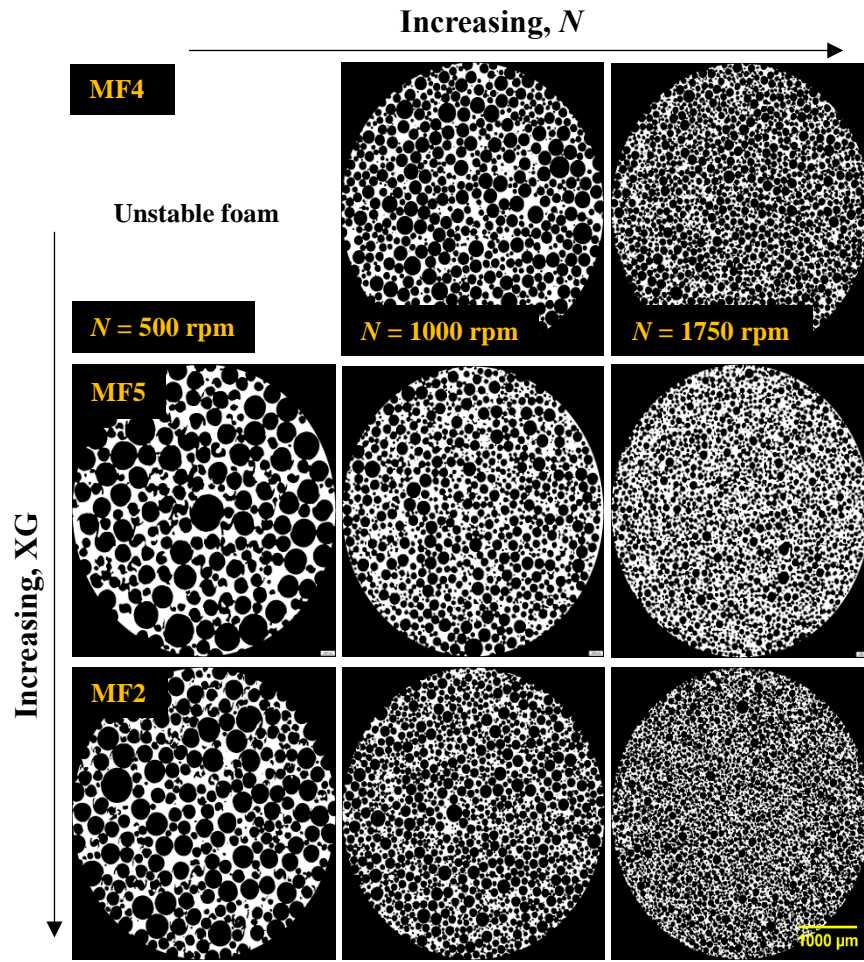 Increasing, N
MF4
Unstable foam
N = 500 rpm
N = 1000 rpm
N = 1750 rpm
Increasing, XG
MF5
MF2
1000 µm